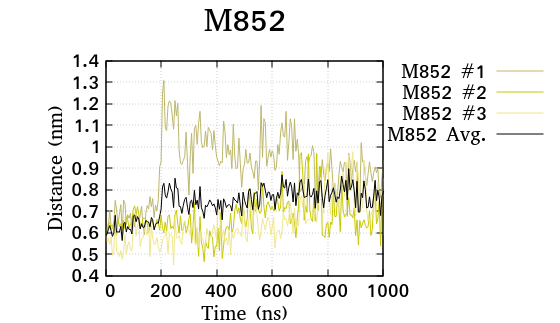 M852
1.4
1.3
1.2
1.1
1
0.9
0.8
0.7
0.6
0.5
0.4
Distance (nm)
0 200 400 600 800 1000
Time (ns)
M852 #1
M852 #2
M852 #3
M852 Avg.